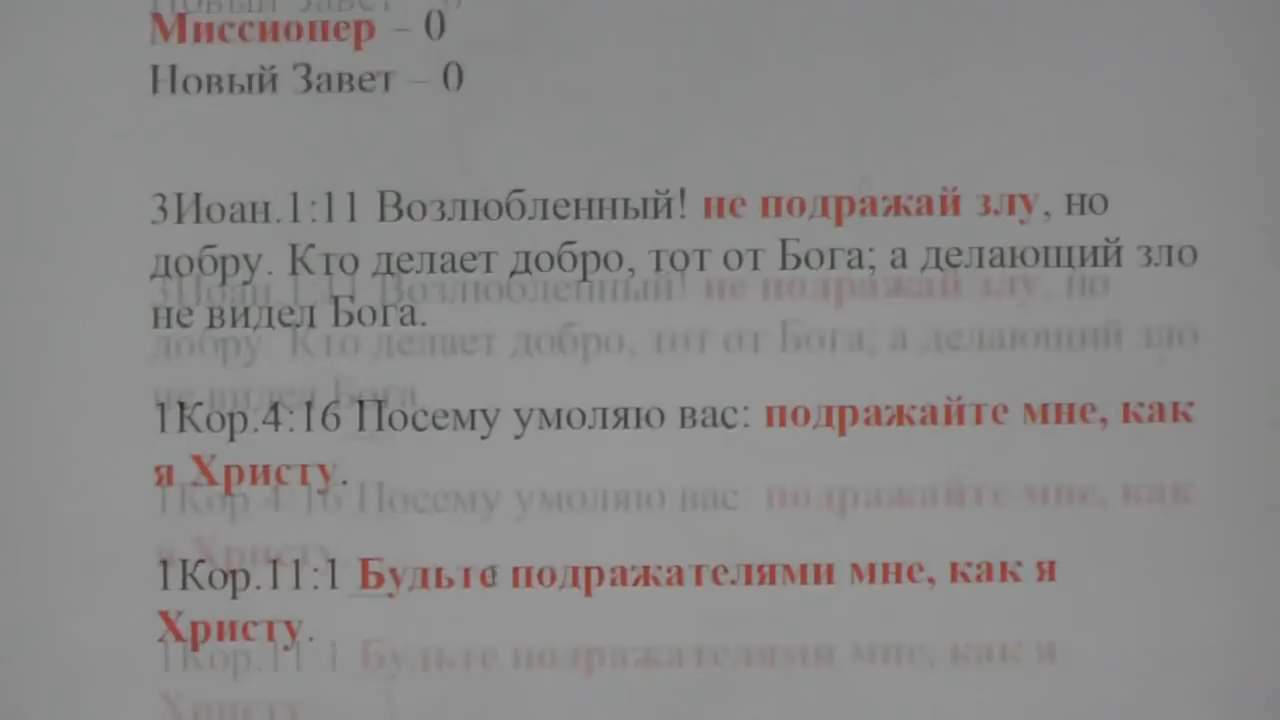 Миссионер – 0
Новый Завет – 0
3Иоан.1:11 Возлюбленный! не подражай злу, но
добру. Кто делает добро, тот от Бога; а делающий зло
не видел Бога.
1Кор.4:16 Посему умоляю вас: подражайте мне, как
я Христу.
1Кор.11:1 Будьте подражателями мне, как я
Христу.